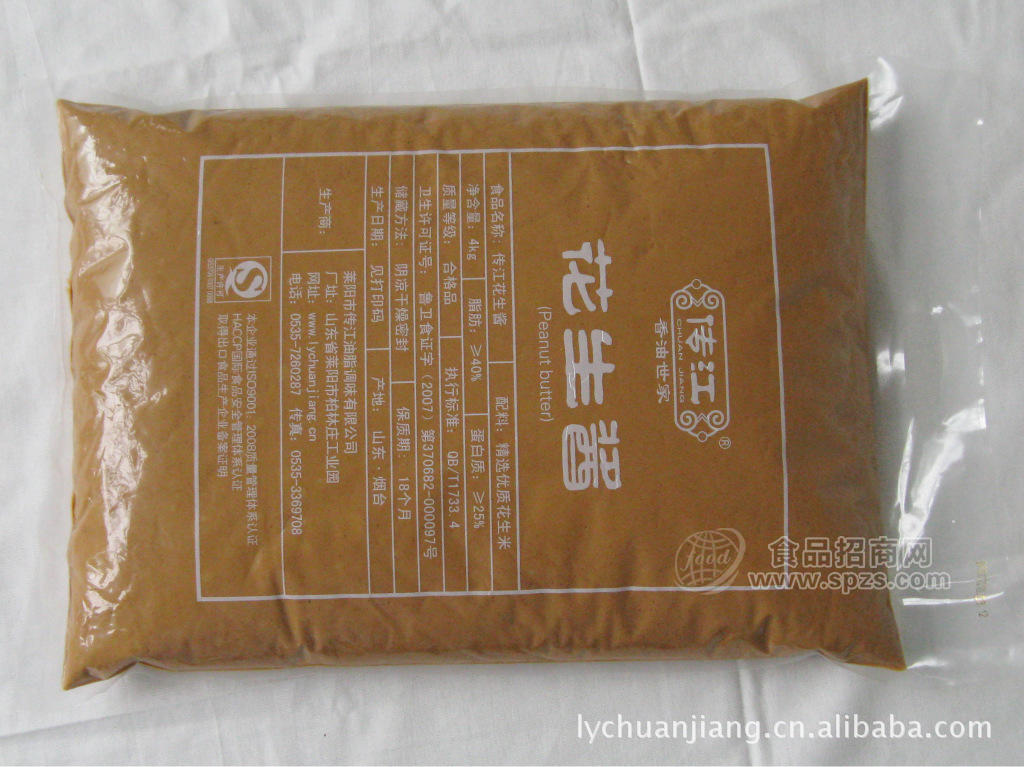 传江
CHUAN JIANG
®
香油世家
花生酱
(Peanut butter)
食品名称: 传江花生酱 配料: 精选优质花生米
净含量: 4kg 脂肪: ≥40% 蛋白质: ≥25%
质量等级: 合格品 执行标准: QB/T1733.4
卫生许可证号: 鲁卫食证字 (2007) 第370682-000097号
储藏方法: 阴凉干燥密封 保质期: 18个月
生产日期: 见打印码 产地: 山东·烟台
生产商: 莱阳市传江油脂调味有限公司
厂址: 山东省莱阳市柏林庄工业园
网址: www.lychuanjiang.cn
电话: 0535-7260287 传真: 0535-3369708
生产许可
本企业通过ISO9001: 2008质量管理体系认证
HACCP国际食品安全管理体系认证
取得出口食品生产企业备案证明
food
食品招商网
www.spzs.com
lychuanjiang.cn.alibaba.com